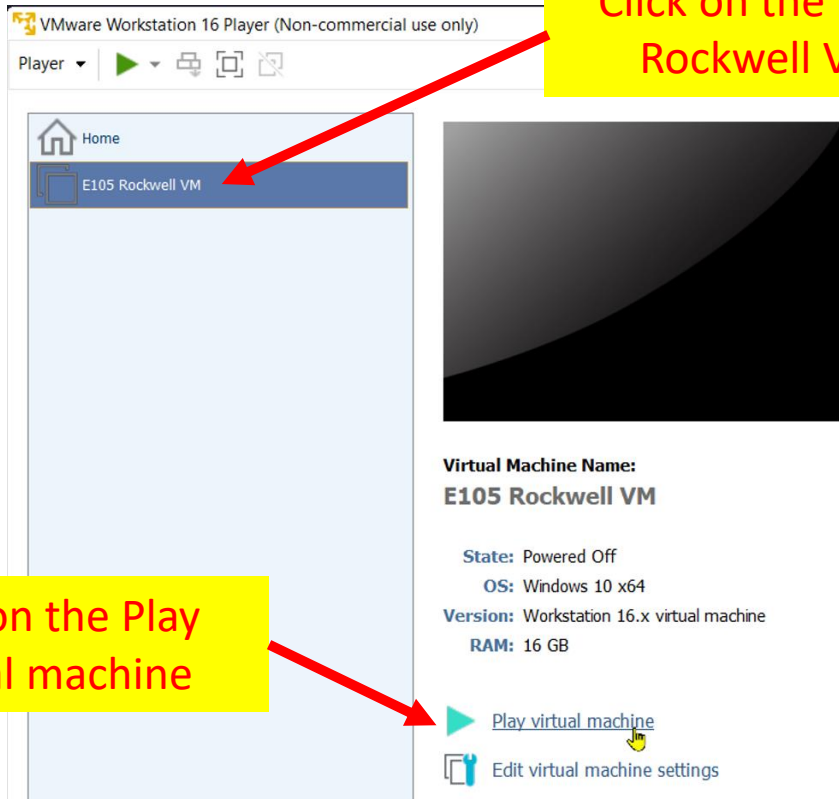 VMware Workstation 16 Player (Non-commercial use only)
Click on the
Rockwell
Player
Home
E105 Rockwell VM
Virtual Machine Name:
E105 Rockwell VM
State: Powered Off
OS: Windows 10 x64
Version: Workstation 16.x virtual machine
RAM: 16 GB
on the Play
machine
Play virtual machine
Edit virtual machine settings